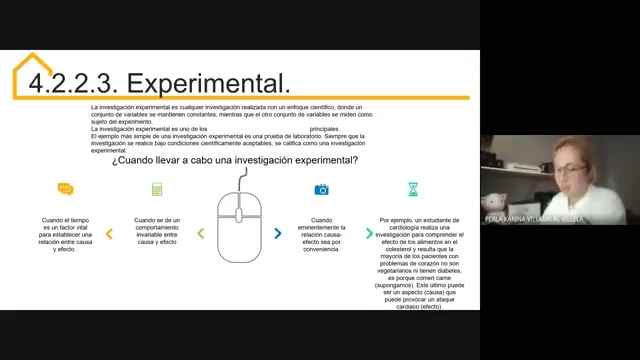 4.2.2.3. Experimental.
La investigación experimental es cualquier investigación realizada con un enfoque científico, donde un
conjunto de variables se mantienen constantes, mientras que el otro conjunto de variables se miden como
sujeto del experimento.
La investigación experimental es uno de los principales.
El ejemplo más simple de una investigación experimental es una prueba de laboratorio. Siempre que la
investigación se realice bajo condiciones científicamente aceptables, se califica como una investigación
experimental.
¿Cuando llevar a cabo una investigación experimental?
Cuando el tiempo
es un factor vital
para establecer una
relación entre causa
y efecto.
Cuando se de un
comportamiento
invariable entre
causa y efecto
Cuando
eminentemente la
relación causa-
efecto sea por
conveniencia.
Por ejemplo, un estudiante de
cardiología realiza una
investigación para comprender el
efecto de los alimentos en el
colesterol y resulta que la
mayoría de los pacientes con
problemas de corazón no son
vegetarianos ni tienen diabetes,
es porque comen carne
(supongamos). Este último puede
ser un aspecto (causa) que
puede provocar un ataque
cardíaco (efecto).
PERLA KARINA